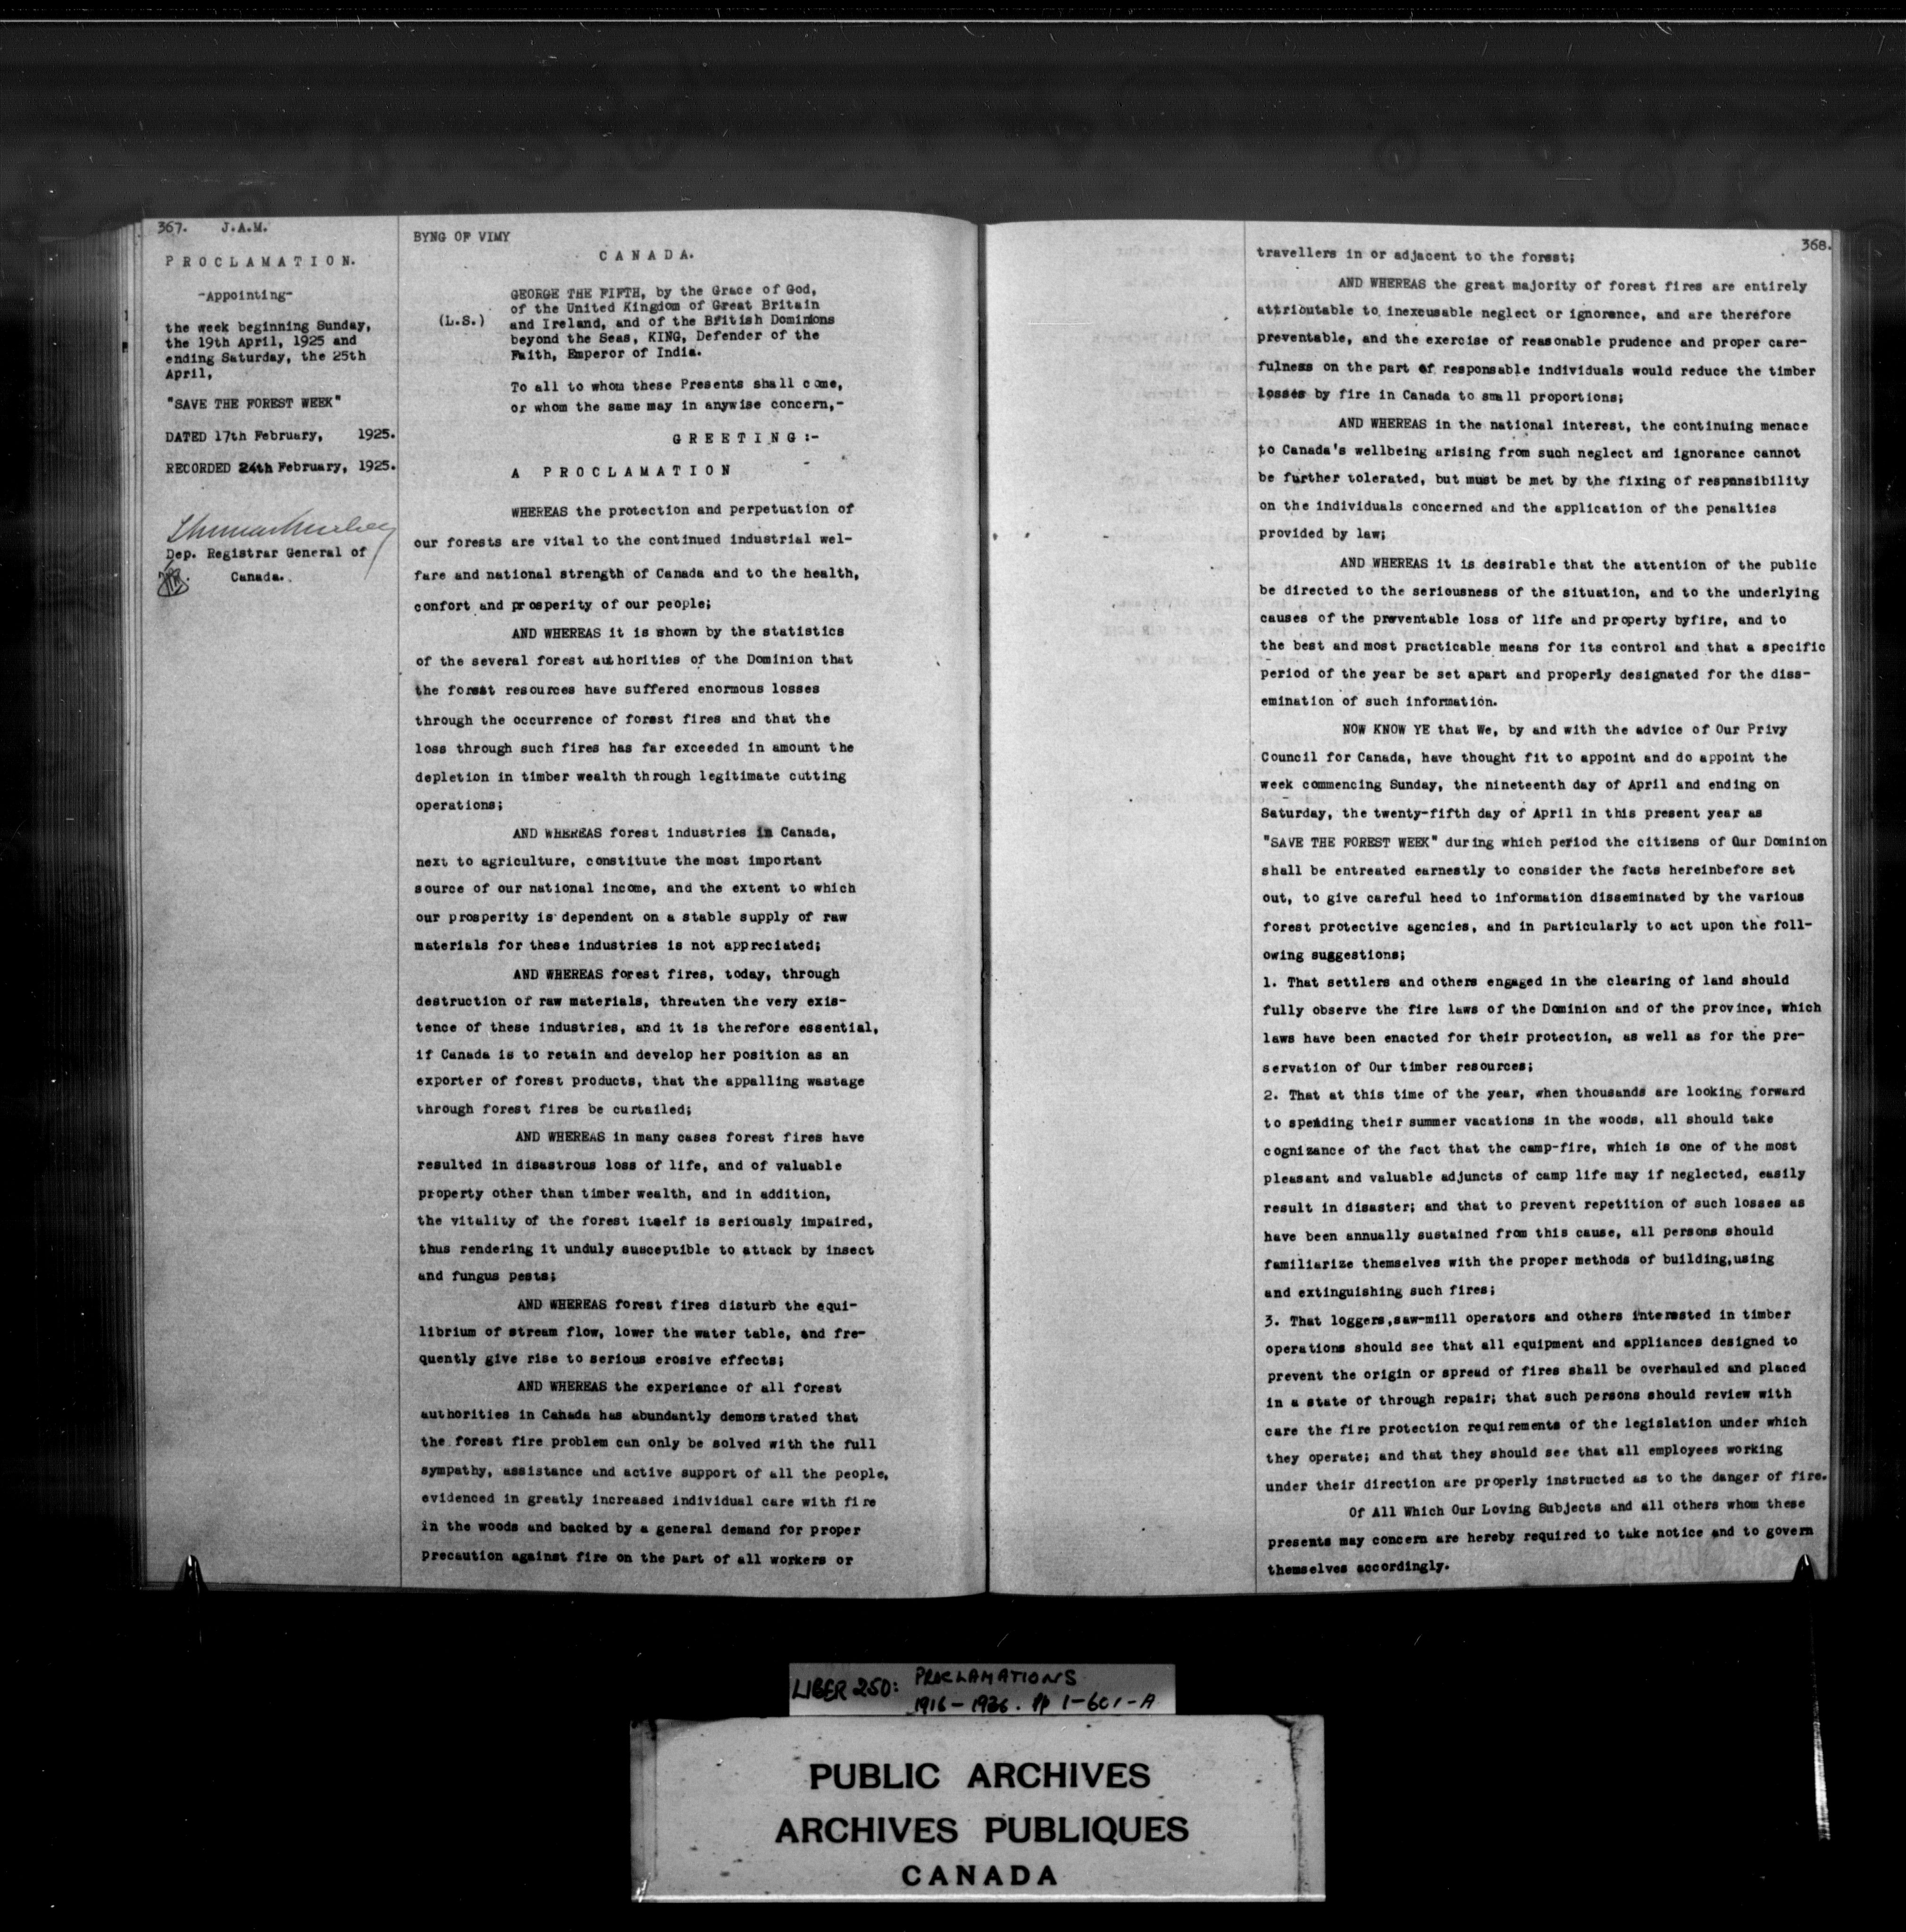 367. J.A.M.
PROCLAMATION.
-Appointing-
the week beginning Sunday,
the 19th April, 1925 and
ending Saturday, the 25th
April,
"SAVE THE FOREST WEEK"
DATED 17th February, 1925.
RECORDED 24th February, 1925.
Dep. Registrar General of
Canada.
BYNG OF VIMY
CANADA.
(L.S.)
GEORGE THE FIFTH, by the Grace of God,
of the United Kingdom of Great Britain
and Ireland, and of the British Dominions
beyond the Seas, KING, Defender of the
Faith, Emperor of India.
To all to whom these Presents shall come,
or whom the same may in anywise concern,-
GREETING:-
A PROCLAMATION
WHEREAS the protection and perpetuation of
our forests are vital to the continued industrial wel-
fare and national strength of Canada and to the health,
confort and prosperity of our people;
AND WHEREAS it is shown by the statistics
of the several forest authorities of the Dominion that
the forest resources have suffered enormous losses
through the occurrence of forest fires and that the
loss through such fires has far exceeded in amount the
depletion in timber wealth through legitimate cutting
operations;
AND WHEREAS forest industries in Canada,
next to agriculture, constitute the most important
source of our national income, and the extent to which
our prosperity is dependent on a stable supply of raw
materials for these industries is not appreciated;
AND WHEREAS forest fires, today, through
destruction of raw materials, threaten the very exis-
tence of these industries, and it is therefore essential,
if Canada is to retain and develop her position as an
exporter of forest products, that the appalling wastage
through forest fires be curtailed;
AND WHEREAS in many cases forest fires have
resulted in disastrous loss of life, and of valuable
property other than timber wealth, and in addition,
the vitality of the forest itself is seriously impaired,
thus rendering it unduly susceptible to attack by insect
and fungus pests;
AND WHEREAS forest fires disturb the equi-
librium of stream flow, lower the water table, and fre-
quently give rise to serious erosive effects;
AND WHEREAS the experience of all forest
authorities in Canada has abundantly demonstrated that
the forest fire problem can only be solved with the full
sympathy, assistance and active support of all the people,
evidenced in greatly increased individual care with fire
in the woods and backed by a general demand for proper
precaution against fire on the part of all workers or
368.
travellers in or adjacent to the forest;
AND WHEREAS the great majority of forest fires are entirely
attributable to inexcusable neglect or ignorance, and are therefore
preventable, and the exercise of reasonable prudence and proper care-
fulness on the part of responsable individuals would reduce the timber
losses by fire in Canada to small proportions;
AND WHEREAS in the national interest, the continuing menace
to Canada's wellbeing arising from such neglect and ignorance cannot
be further tolerated, but must be met by the fixing of responsibility
on the individuals concerned and the application of the penalties
provided by law;
AND WHEREAS it is desirable that the attention of the public
be directed to the seriousness of the situation, and to the underlying
causes of the preventable loss of life and property byfire, and to
the best and most practicable means for its control and that a specific
period of the year be set apart and properly designated for the diss-
emination of such information.
NOW KNOW YE that We, by and with the advice of Our Privy
Council for Canada, have thought fit to appoint and do appoint the
week commencing Sunday, the nineteenth day of April and ending on
Saturday, the twenty-fifth day of April in this present year as
"SAVE THE FOREST WEEK" during which period the citizens of Our Dominion
shall be entreated earnestly to consider the facts hereinbefore set
out, to give careful heed to information disseminated by the various
forest protective agencies, and in particularly to act upon the foll-
owing suggestions;
1. That settlers and others engaged in the clearing of land should
fully observe the fire laws of the Dominion and of the province, which
laws have been enacted for their protection, as well as for the pre-
servation of Our timber resources;
2. That at this time of the year, when thousands are looking forward
to spending their summer vacations in the woods, all should take
cognizance of the fact that the camp-fire, which is one of the most
pleasant and valuable adjuncts of camp life may if neglected, easily
result in disaster; and that to prevent repetition of such losses as
have been annually sustained from this cause, all persons should
familiarize themselves with the proper methods of building,using
and extinguishing such fires;
3. That loggers,saw-mill operators and others interested in timber
operations should see that all equipment and appliances designed to
prevent the origin or spread of fires shall be overhauled and placed
in a state of through repair; that such persons should review with
care the fire protection requirements of the legislation under which
they operate; and that they should see that all employees working
under their direction are properly instructed as to the danger of fire.
Of All Which Our Loving Subjects and all others whom these
presents may concern are hereby required to take notice and to govern
themselves accordingly.
LIBER 250: PROCLAMATIONS
1916-1936. pp 1-601-A
PUBLIC ARCHIVES
ARCHIVES PUBLIQUES
CANADA